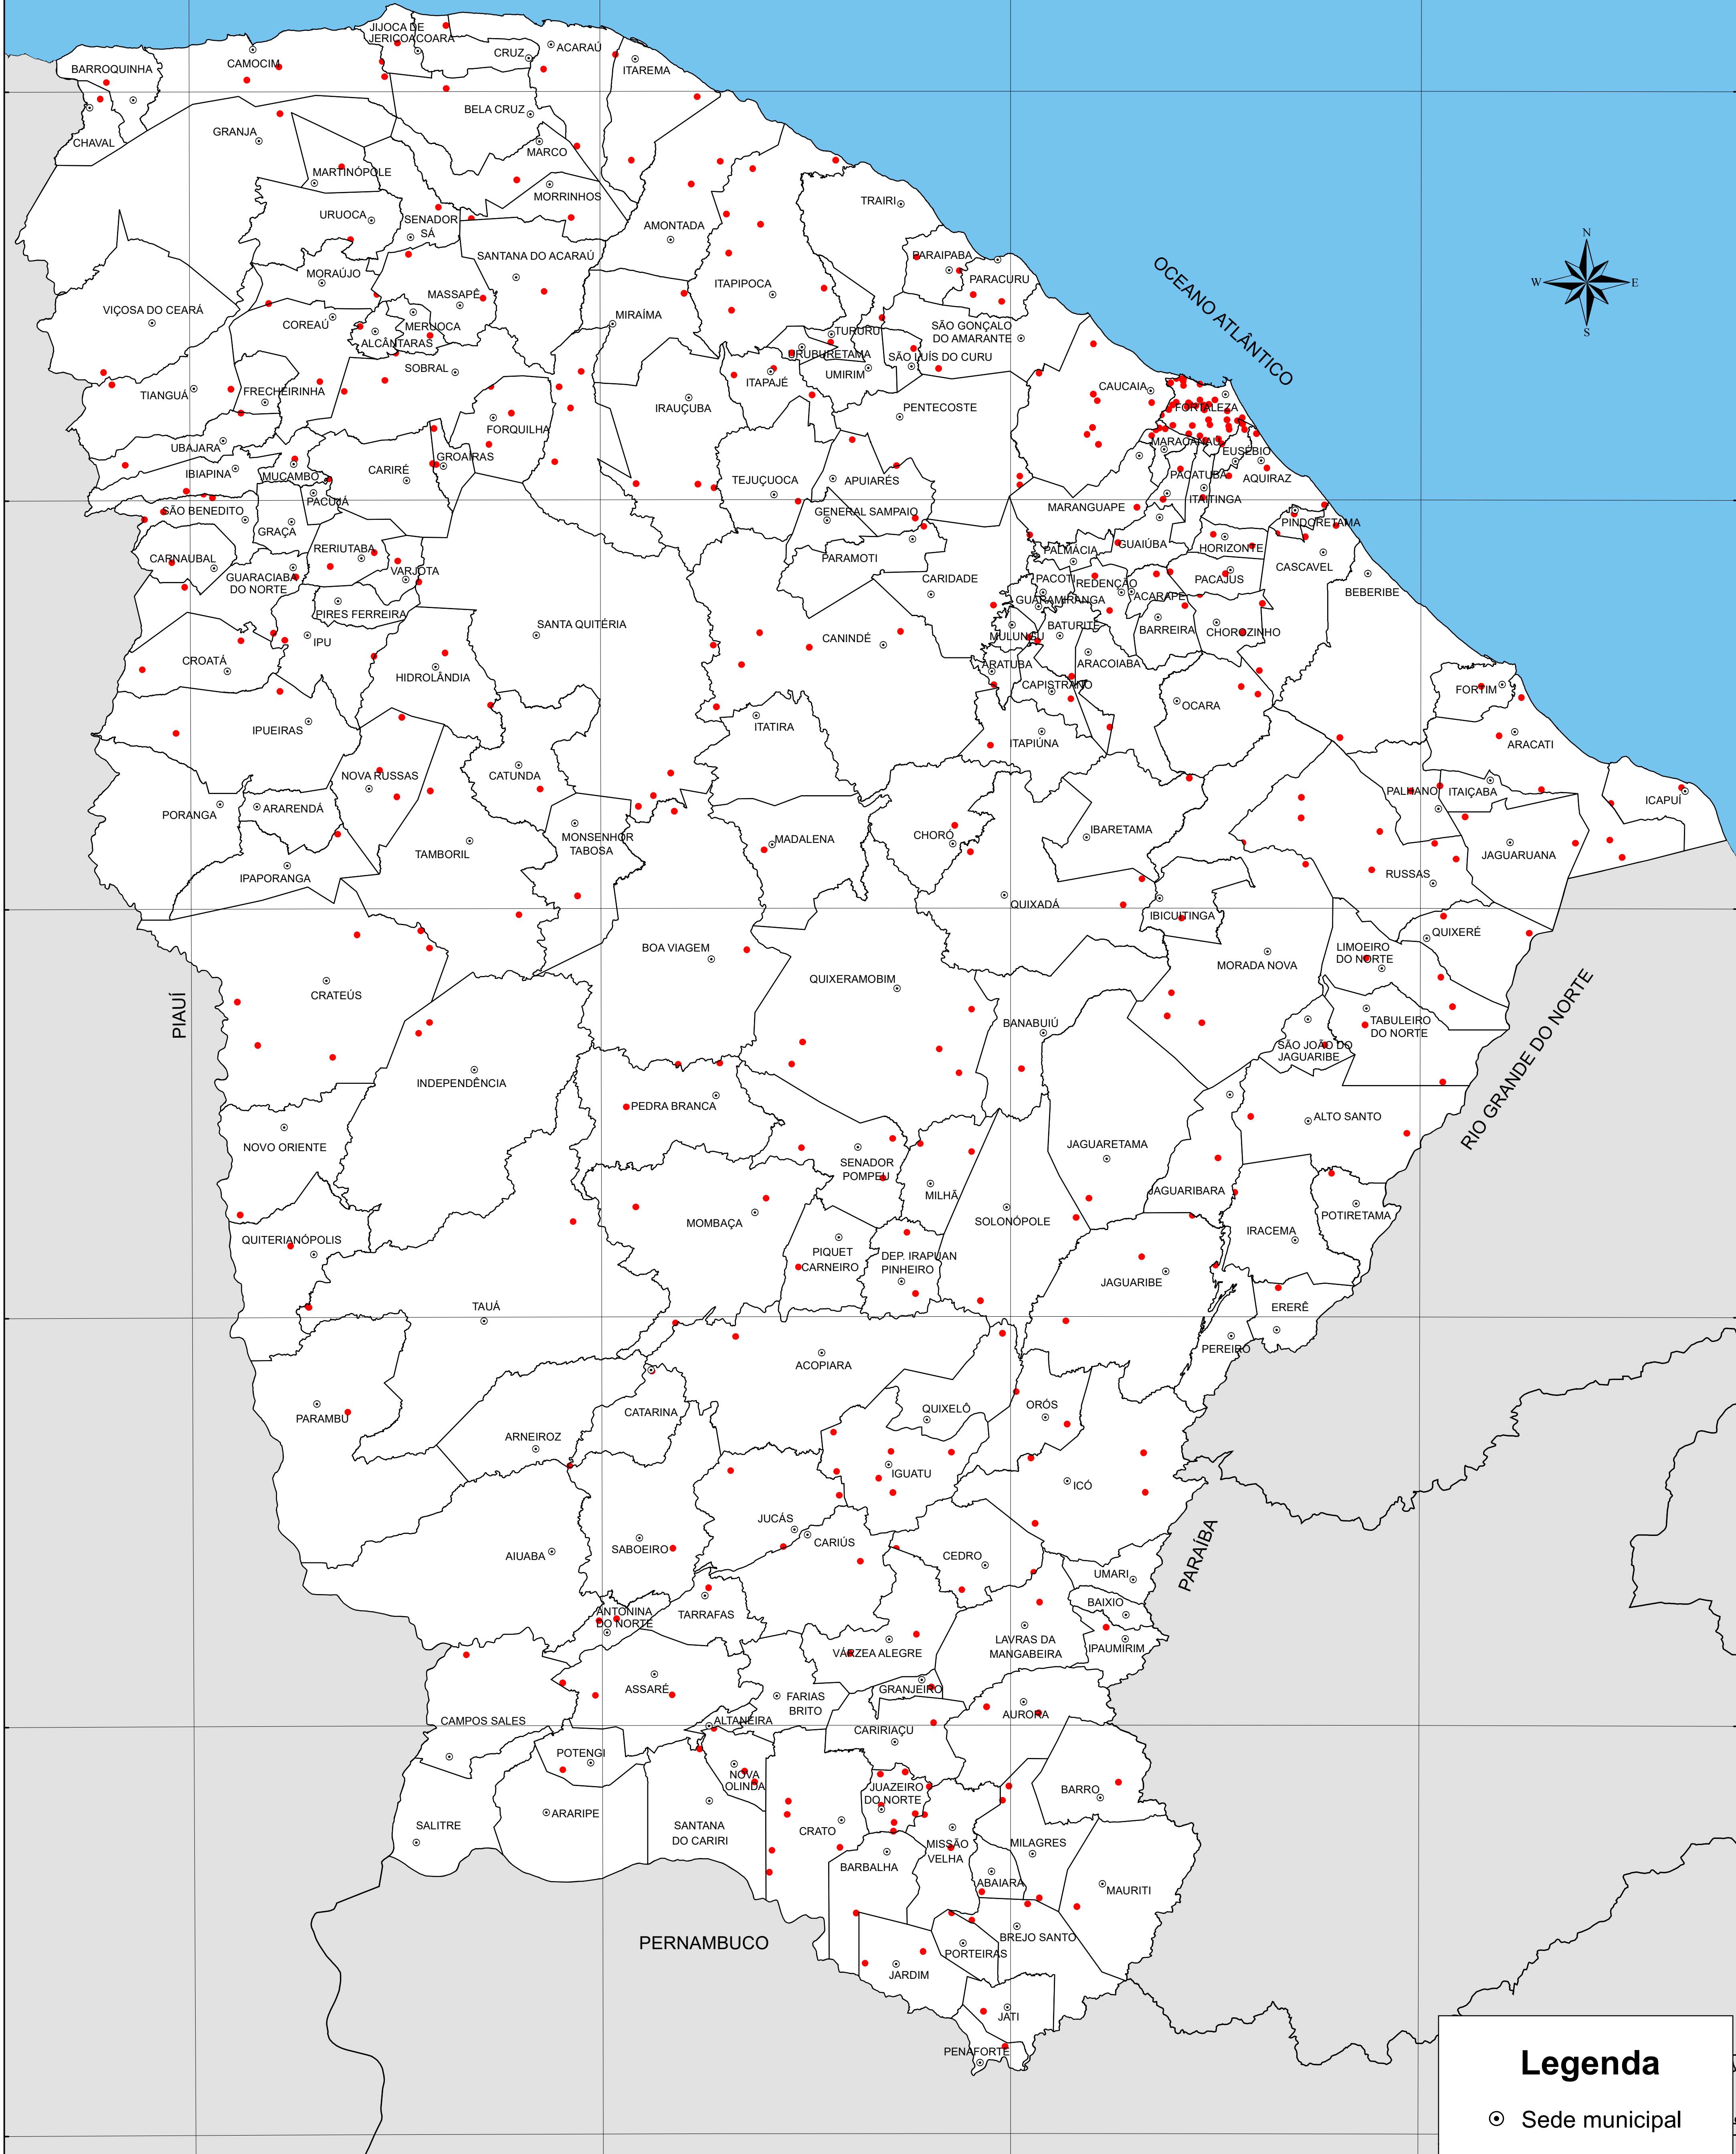 JIJOCA DE
JERICOACOARA
CRUZ
ACARAÚ
ITAREMA
CAMOCIM
BARROQUINHA
CHAVAL
GRANJA
BELA CRUZ
MARCO
MARTINÓPOLE
MORRINHOS
URUOCA
SENADOR
SÁ
AMONTADA
TRAIRI
SANTANA DO ACARAÚ
PARAIPABA
PARACURU
OCEANO ATLÂNTICO
N
W
E
S
MORAÚJO
MASSAPÊ
ITAPIPOCA
VIÇOSA DO CEARÁ
COREAÚ
MERUOCA
ALCÂNTARAS
MIRAÍMA
TURURU
SÃO GONÇALO
DO AMARANTE
URUBURETAMA
SÃO LUÍS DO CURU
SOBRAL
UMIRIM
ITAPAJÉ
CAUCAIA
TIANGUÁ
FRECHEIRINHA
IRAUÇUBA
PENTECOSTE
FORTALEZA
FORQUILHA
MARACANAÚ
EUSÉBIO
UBAJARA
IBIAPINA
MUCAMBO
CARIRÉ
GROAÍRAS
TEJUÇUOCA
APUIARÉS
PACATUBA
AQUIRAZ
PACUJÁ
ITAITINGA
SÃO BENEDITO
GENERAL SAMPAIO
MARANGUAPE
PINDORETAMA
GRAÇA
RERIUTABA
CARNAUBAL
PARAMOTI
PALMÁCIA
GUAIÚBA
HORIZONTE
CASCAVEL
GUARACIABA
DO NORTE
VARJOTA
CARIDADE
PACOTI
REDENÇÃO
PACAJUS
BEBERIBE
GUARAMIRANGA
ACARAPE
PIRES FERREIRA
SANTA QUITÉRIA
BATURITÉ
BARREIRA
CHOROZINHO
IPU
CANINDÉ
MULUNGU
CROATÁ
HIDROLÂNDIA
ARATUBA
ARACOIABA
CAPISTRANO
FORTIM
OCARA
IPUEIRAS
ITATIRA
ITAPIÚNA
ARACATI
NOVA RUSSAS
CATUNDA
PORANGA
ARARENDÁ
PALHANO
ITAIÇABA
ICAPUÍ
TAMBORIL
MONSENHOR
TABOSA
MADALENA
CHORÓ
IBARETAMA
IPAPORANGA
RUSSAS
JAGUARUANA
QUIXADÁ
IBICUITINGA
QUIXERÉ
BOA VIAGEM
LIMOEIRO
DO NORTE
MORADA NOVA
QUIXERAMOBIM
CRATEÚS
PIAUÍ
BANABUIÚ
TABULEIRO
DO NORTE
SÃO JOÃO DO
JAGUARIBE
RIO GRANDE DO NORTE
INDEPENDÊNCIA
PEDRA BRANCA
ALTO SANTO
NOVO ORIENTE
JAGUARETAMA
SENADOR
POMPEU
MILHÃ
JAGUARIBARA
MOMBAÇA
SOLONÓPOLE
POTIRETAMA
IRACEMA
QUITERIANÓPOLIS
PIQUET
CARNEIRO
DEP. IRAPUAN
PINHEIRO
JAGUARIBE
TAUÁ
ERERÊ
PEREIRO
ACOPIARA
PARAMBU
CATARINA
QUIXELÔ
ORÓS
ARNEIROZ
IGUATU
ICÓ
JUCÁS
CARIÚS
SABOEIRO
AIUABA
CEDRO
PARAÍBA
UMARI
BAIXIO
ANTONINA
DO NORTE
TARRAFAS
LAVRAS DA
MANGABEIRA
VÁRZEA ALEGRE
IPAUMIRIM
ASSARÉ
FARIAS
BRITO
GRANJEIRO
AURORA
CAMPOS SALES
ALTANEIRA
CARIRIAÇU
POTENGI
NOVA
OLINDA
JUAZEIRO
DO NORTE
BARRO
SALITRE
ARARIPE
SANTANA
DO CARIRI
CRATO
MISSÃO
VELHA
MILAGRES
BARBALHA
ABAIARA
MAURITI
PERNAMBUCO
BREJO SANTO
PORTEIRAS
JARDIM
JATI
PENAFORTE
Legenda
Sede municipal